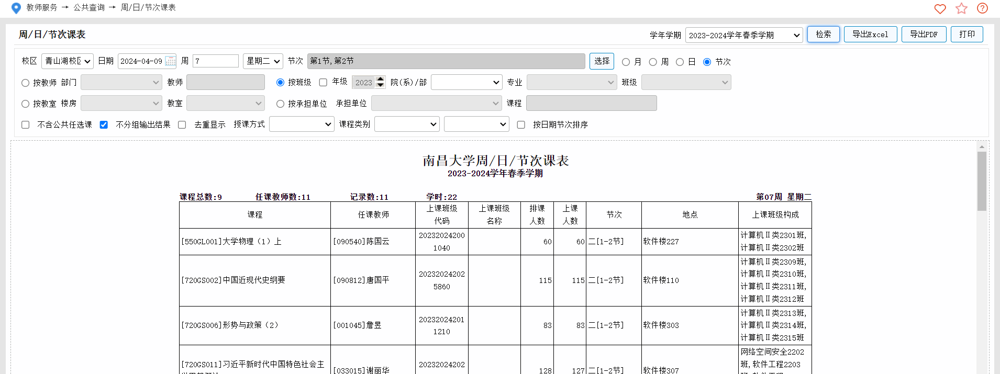 教师服务 → 公共查询 → 周/日/节次课表
周/日/节次课表 学年学期 2023-2024学年春季学期 检索 导出Excel 导出PDF 打印
校区 青山湖校区 日期 2024-04-09 周 7 星期二 节次 第1节,第2节 选择 月 周 日 节次
按教师 部门 教师 按班级 年级 2023 院(系)/部 专业 班级
按教室 楼房 教室 按承担单位 承担单位 课程
不含公共任选课 不分组输出结果 去重显示 授课方式 课程类别 按日期节次排序
南昌大学周/日/节次课表
2023-2024学年春季学期
课程总数:9 任课教师数:11 记录数:11 学时:22 第07周 星期二
课程 任课教师 上课班级代码 上课班级名称 排课人数 上课人数 节次 地点 上课班级构成
[550GL001]大学物理（1）上 [090540]陈国云 202320242001040 60 60 二[1-2节] 软件楼227 计算机Ⅱ类2301班,计算机Ⅱ类2302班
[720GS002]中国近现代史纲要 [090812]唐国平 202320242025860 115 115 二[1-2节] 软件楼110 计算机Ⅱ类2309班,计算机Ⅱ类2310班,计算机Ⅱ类2311班,计算机Ⅱ类2312班
[720GS006]形势与政策（2） [001045]詹昱 202320242011210 83 83 二[1-2节] 软件楼303 计算机Ⅱ类2313班,计算机Ⅱ类2314班,计算机Ⅱ类2315班
[720GS011]习近平新时代中国特色社会主 [033015]谢丽华 20232024202 128 127 二[1-2节] 软件楼307 网络空间安全2202班,软件工程2203